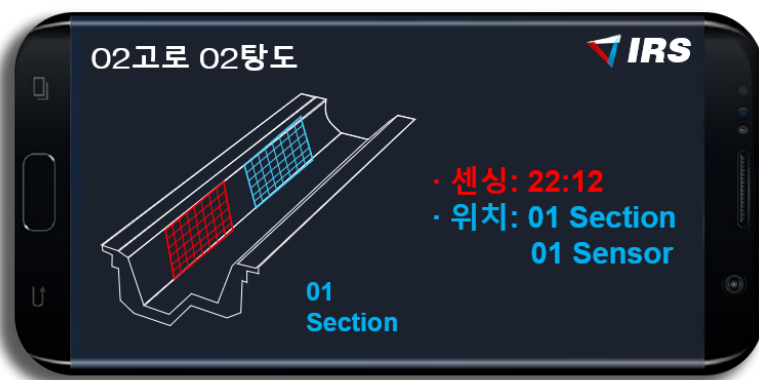 02고로 02탕도
IRS
· 센싱: 22:12
· 위치: 01 Section
01 Sensor
01
Section